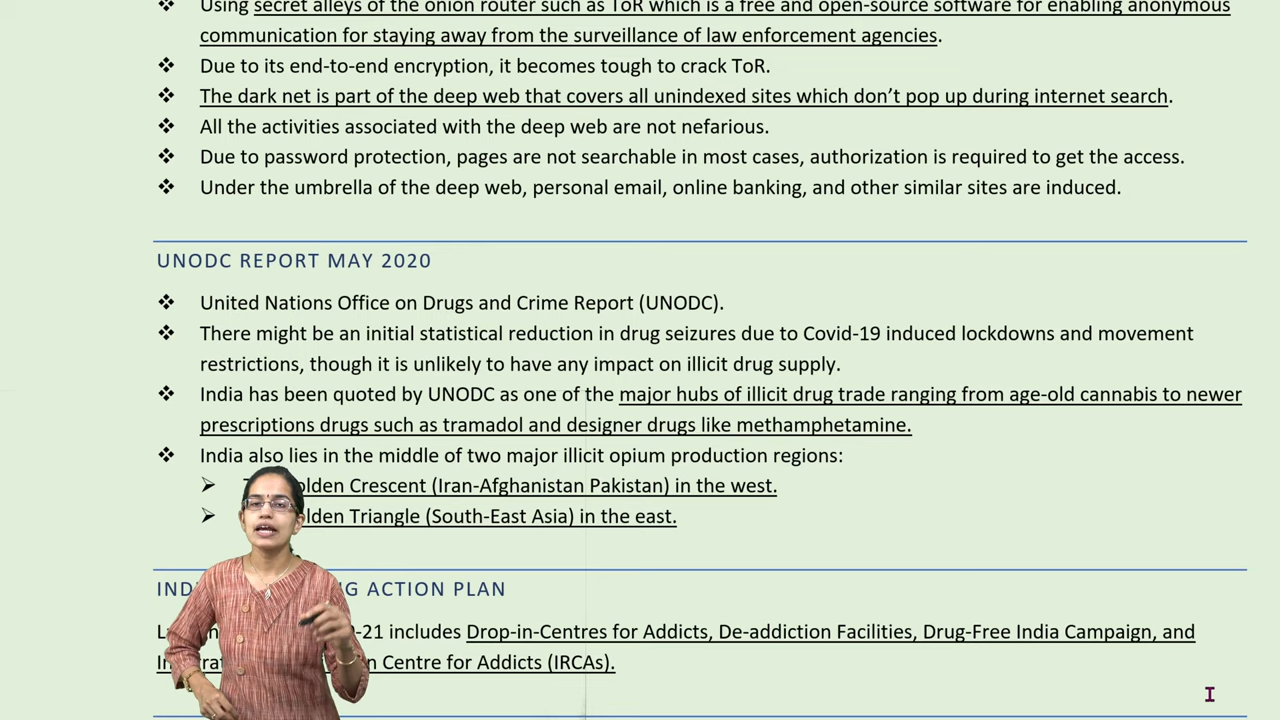 ❖ Using secret alleys of the onion router such as ToR which is a free and open-source software for enabling anonymous
communication for staying away from the surveillance of law enforcement agencies.
❖ Due to its end-to-end encryption, it becomes tough to crack ToR.
❖ The dark net is part of the deep web that covers all unindexed sites which don’t pop up during internet search.
❖ All the activities associated with the deep web are not nefarious.
❖ Due to password protection, pages are not searchable in most cases, authorization is required to get the access.
❖ Under the umbrella of the deep web, personal email, online banking, and other similar sites are induced.
UNODC REPORT MAY 2020
❖ United Nations Office on Drugs and Crime Report (UNODC).
❖ There might be an initial statistical reduction in drug seizures due to Covid-19 induced lockdowns and movement
restrictions, though it is unlikely to have any impact on illicit drug supply.
❖ India has been quoted by UNODC as one of the major hubs of illicit drug trade ranging from age-old cannabis to newer
prescriptions drugs such as tramadol and designer drugs like methamphetamine.
❖ India also lies in the middle of two major illicit opium production regions:
➢ olden Crescent (Iran-Afghanistan Pakistan) in the west.
➢ lden Triangle (South-East Asia) in the east.
IND G ACTION PLAN
-21 includes Drop-in-Centres for Addicts, De-addiction Facilities, Drug-Free India Campaign, and
n Centre for Addicts (IRCAs).